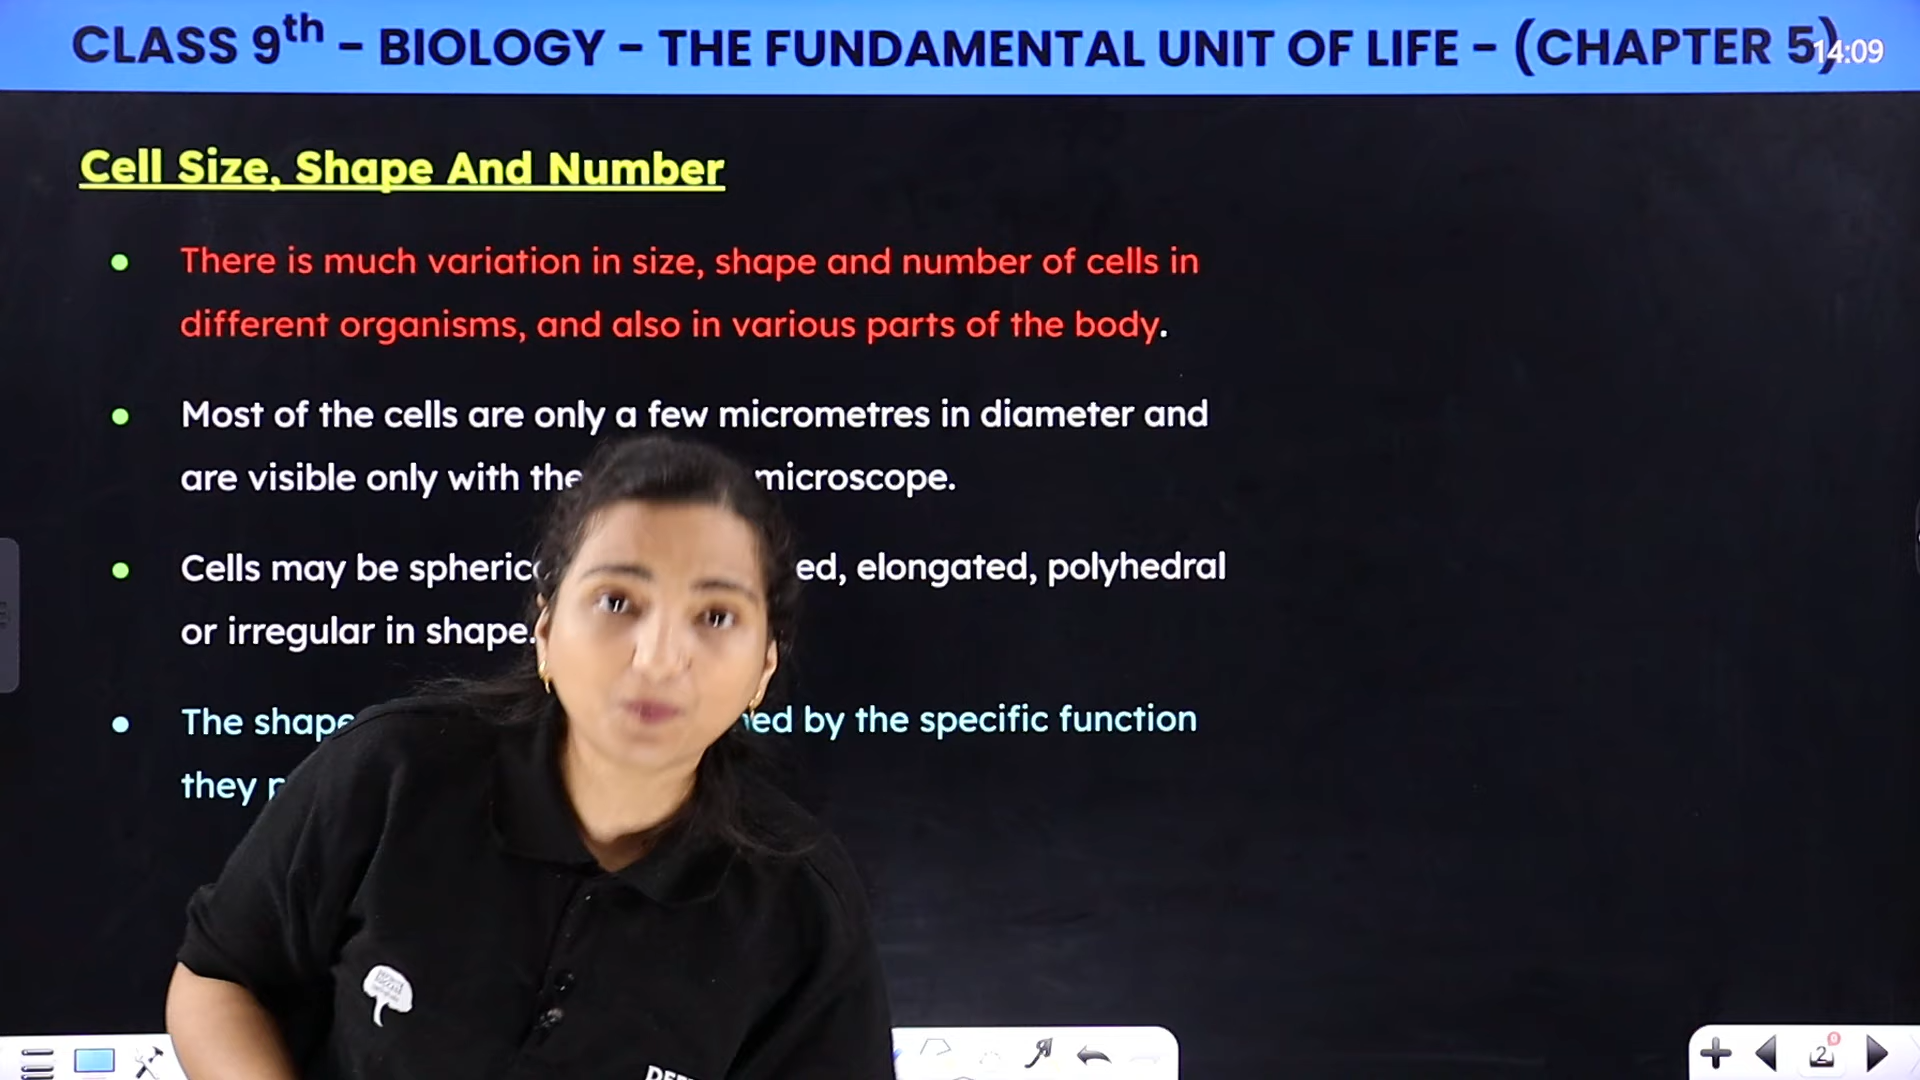 CLASS 9th – BIOLOGY – THE FUNDAMENTAL UNIT OF LIFE – (CHAPTER 5)
14:09
Cell Size, Shape And Number
There is much variation in size, shape and number of cells in
different organisms, and also in various parts of the body.
Most of the cells are only a few micrometres in diameter and
are visible only with the microscope.
Cells may be elongated, polyhedral
or irregular in shape.
The shape by the specific function
they
2